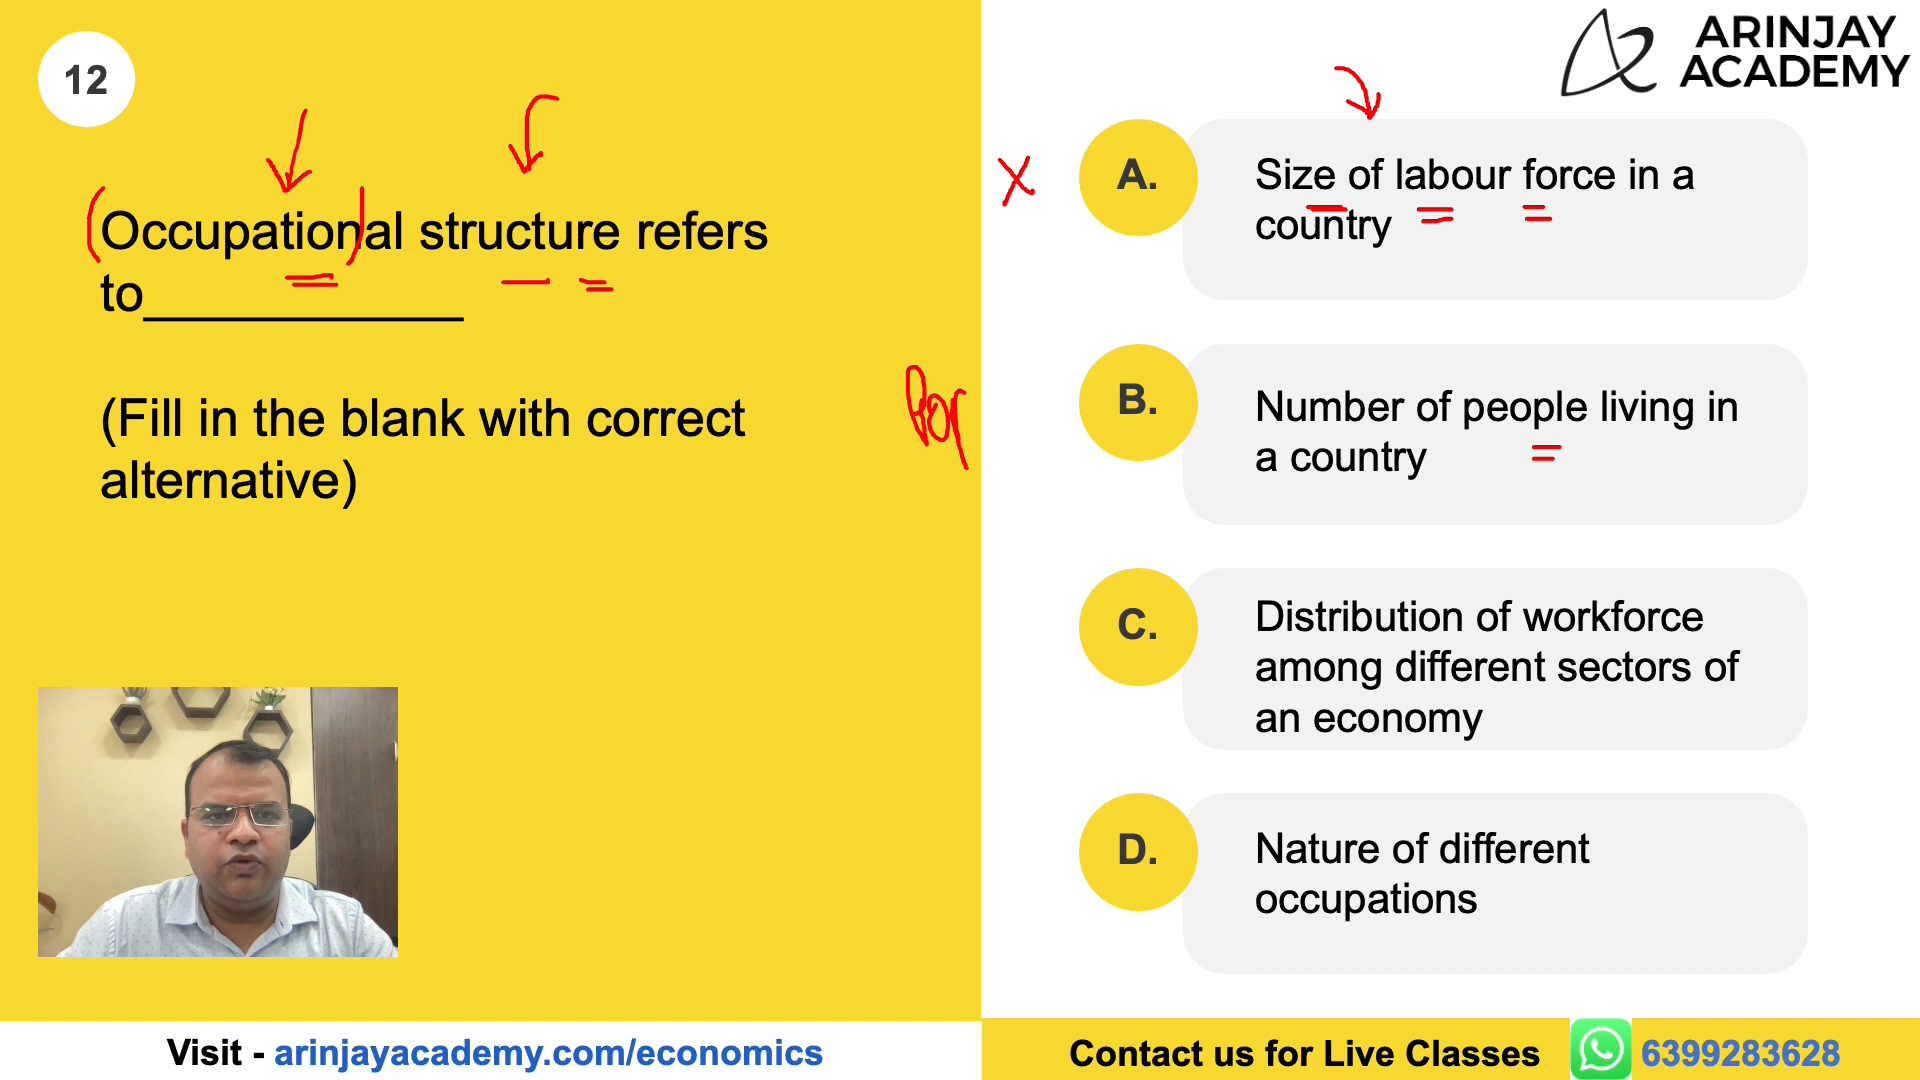 12
Occupational structure refers
to___________
(Fill in the blank with correct
alternative)
ARINJAY
ACADEMY
A.
Size of labour force in a
country
Pop
B.
Number of people living in
a country
C.
Distribution of workforce
among different sectors of
an economy
D.
Nature of different
occupations
Visit - arinjayacademy.com/economics
Contact us for Live Classes
6399283628